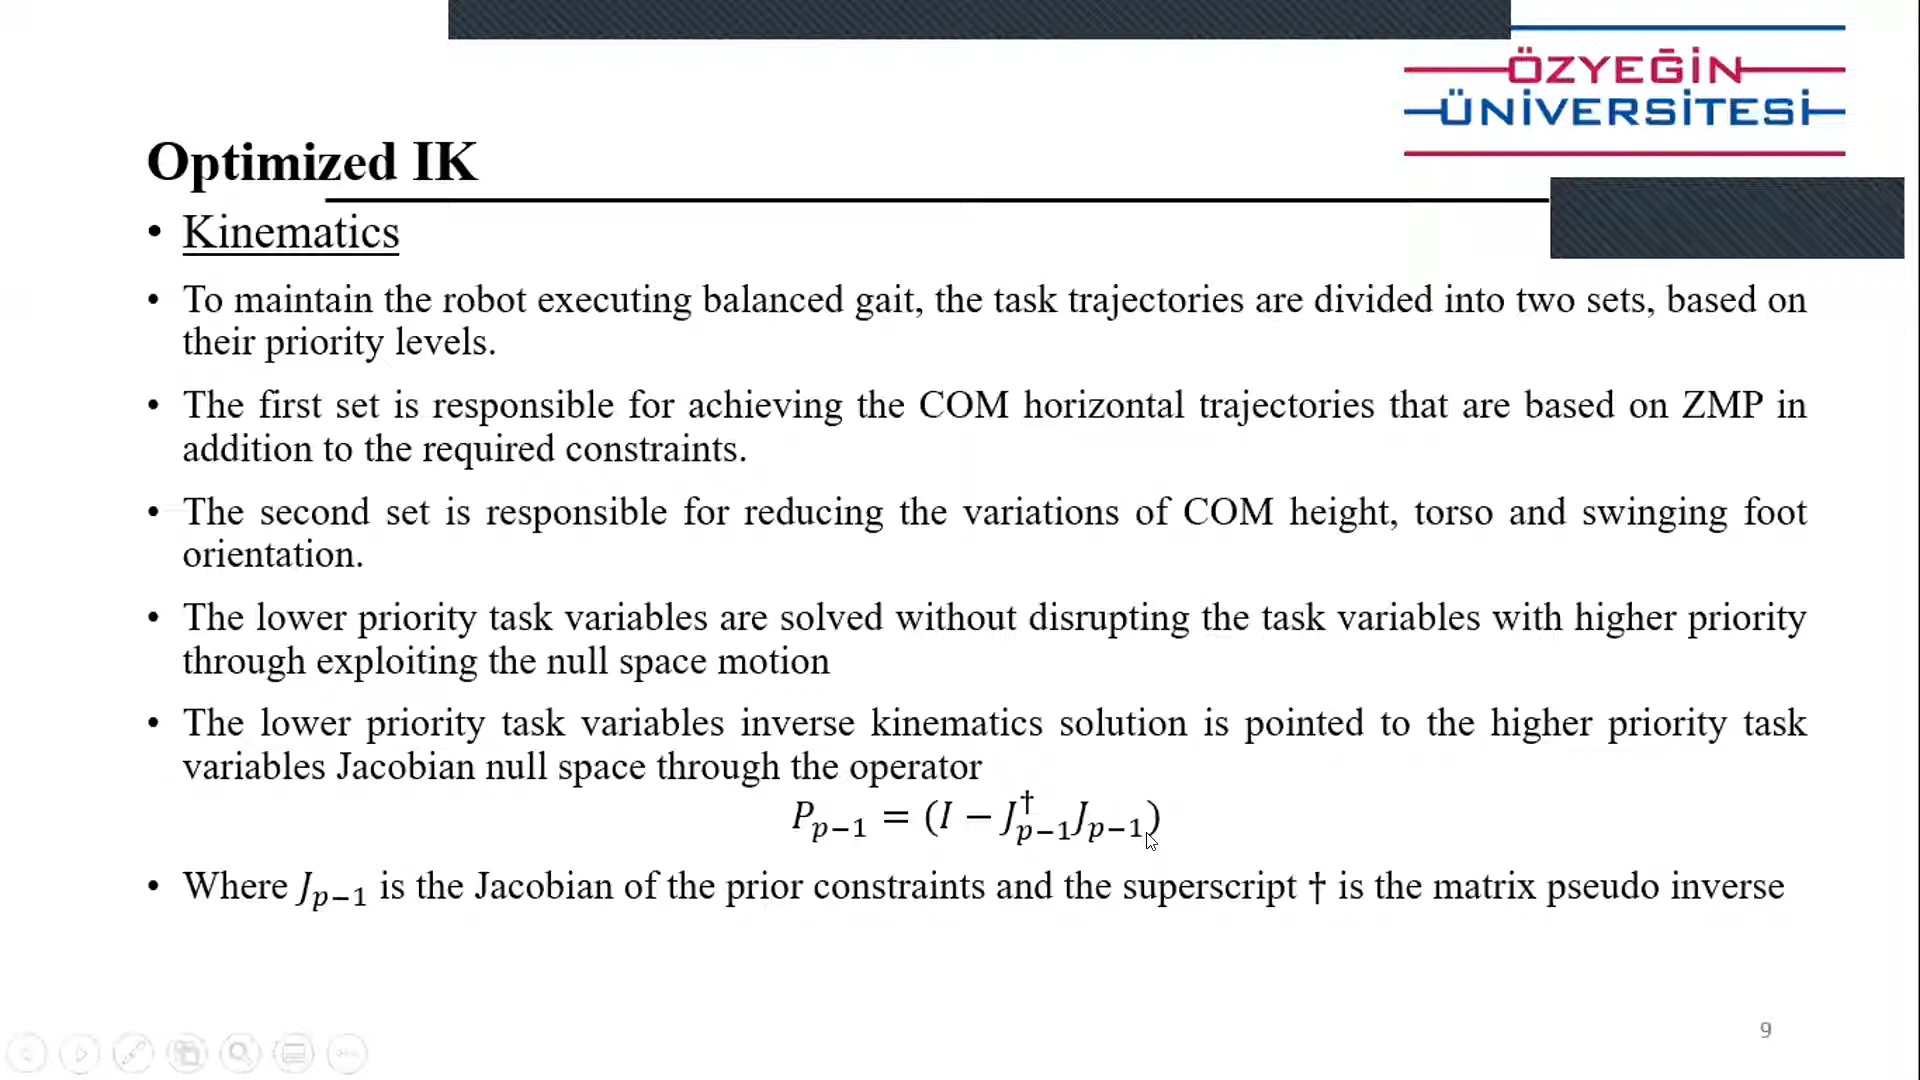 ÖZYEĞİN
ÜNİVERSİTESİ
Optimized IK
• Kinematics
• To maintain the robot executing balanced gait, the task trajectories are divided into two sets, based on
their priority levels.
• The first set is responsible for achieving the COM horizontal trajectories that are based on ZMP in
addition to the required constraints.
• The second set is responsible for reducing the variations of COM height, torso and swinging foot
orientation.
• The lower priority task variables are solved without disrupting the task variables with higher priority
through exploiting the null space motion
• The lower priority task variables inverse kinematics solution is pointed to the higher priority task
variables Jacobian null space through the operator
$P_{p-1} = (I - J_{p-1}^{†} J_{p-1})$
• Where $J_{p-1}$ is the Jacobian of the prior constraints and the superscript † is the matrix pseudo inverse
9